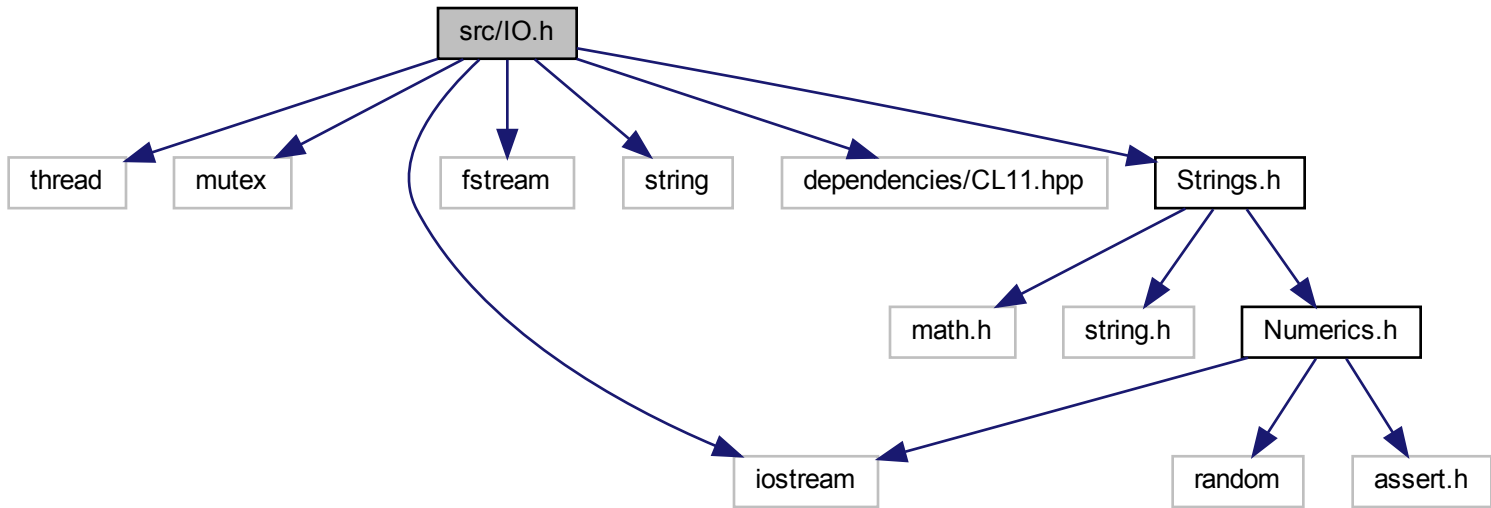 src/IO.h
thread
mutex
fstream
string
dependencies/CL11.hpp
Strings.h
math.h
string.h
Numerics.h
iostream
random
assert.h